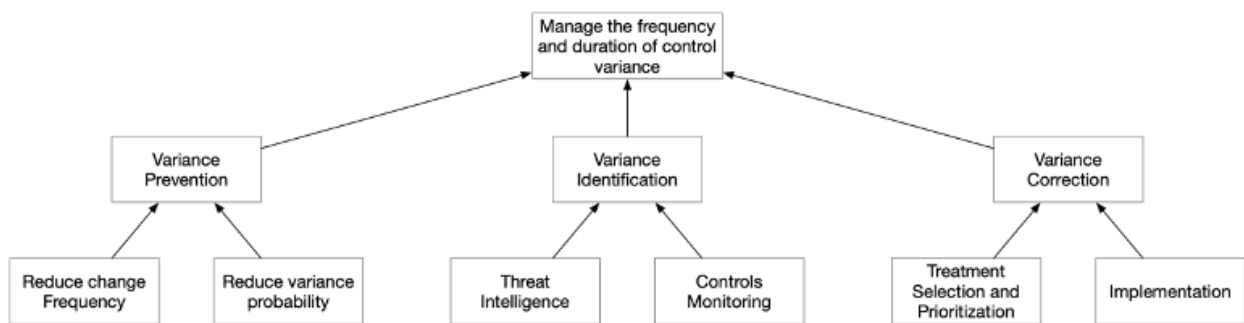 Manage the frequency
and duration of control
variance
Variance
Prevention
Variance
Identification
Variance
Correction
Reduce change
Frequency
Reduce variance
probability
Threat
Intelligence
Controls
Monitoring
Treatment
Selection and
Prioritization
Implementation